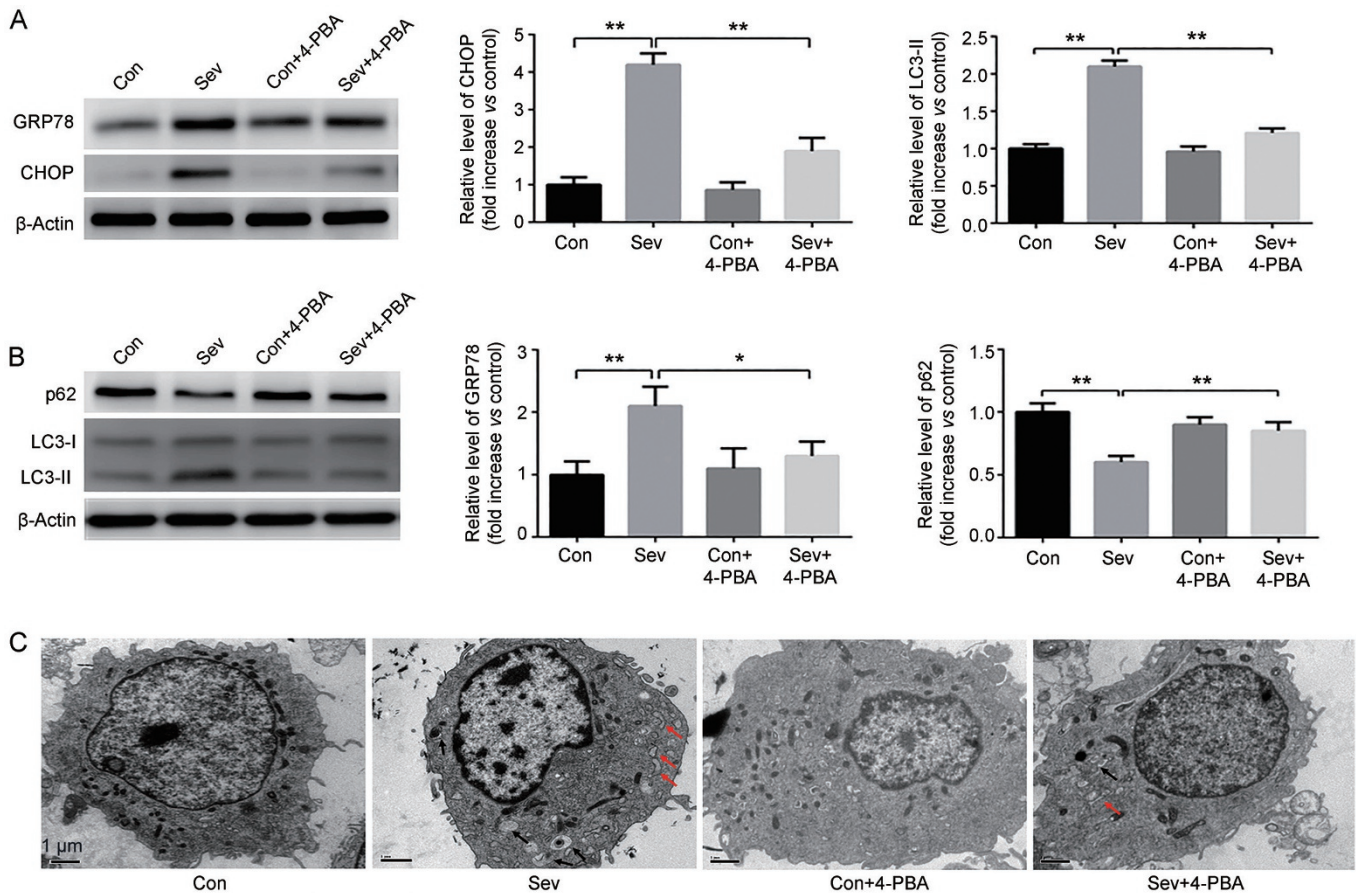 A
Con
Sev
Con+4-PBA
Sev+4-PBA
GRP78
CHOP
β-Actin
Relative level of CHOP
(fold increase vs control)
5
4
3
2
1
0
**
**
Con
Sev
Con+
4-PBA
Sev+
4-PBA
Relative level of LC3-II
(fold increase vs control)
2.5
2.0
1.5
1.0
0.5
0.0
**
**
Con
Sev
Con+
4-PBA
Sev+
4-PBA
B
Con
Sev
Con+4-PBA
Sev+4-PBA
p62
LC3-I
LC3-II
β-Actin
Relative level of GRP78
(fold increase vs control)
3
2
1
0
**
*
Con
Sev
Con+
4-PBA
Sev+
4-PBA
Relative level of p62
(fold increase vs control)
1.5
1.0
0.5
0.0
**
**
Con
Sev
Con+
4-PBA
Sev+
4-PBA
C
1 μm
Con
Sev
Con+4-PBA
Sev+4-PBA